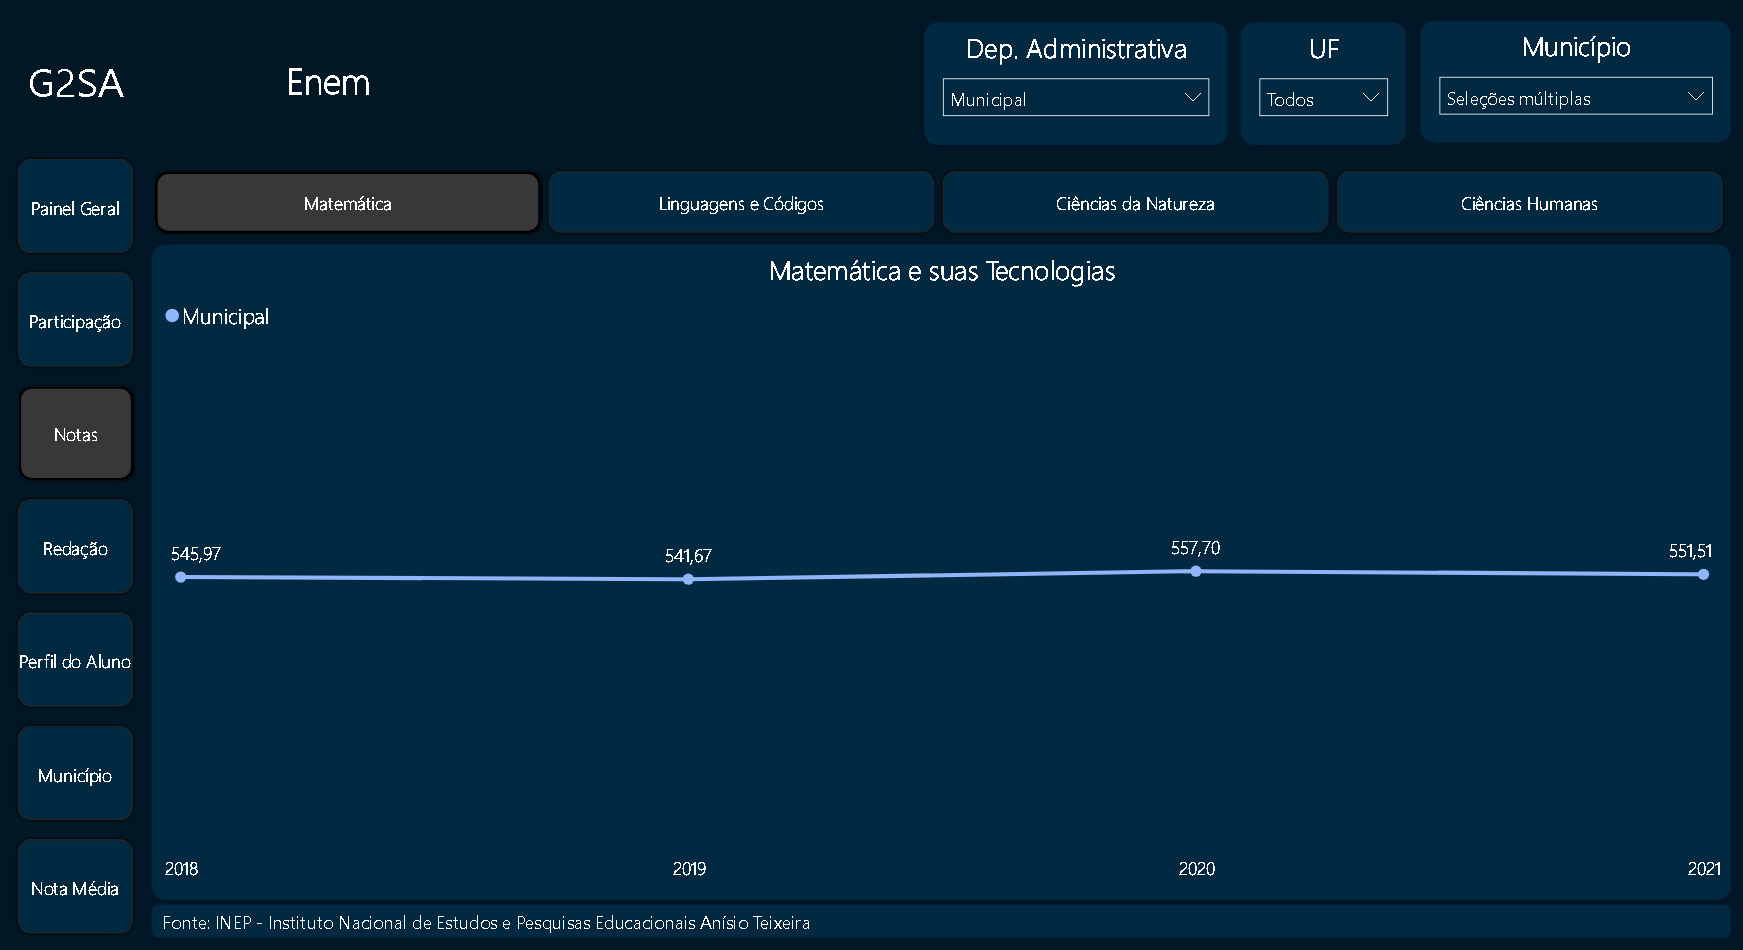 G2SA
Enem
Dep. Administrativa
Municipal
UF
Todos
Município
Seleções múltiplas
Painel Geral
Participação
Notas
Redação
Perfil do Aluno
Município
Nota Média
Matemática
Linguagens e Códigos
Ciências da Natureza
Ciências Humanas
Matemática e suas Tecnologias
Municipal
545,97
541,67
557,70
551,51
2018
2019
2020
2021
Fonte: INEP - Instituto Nacional de Estudos e Pesquisas Educacionais Anísio Teixeira